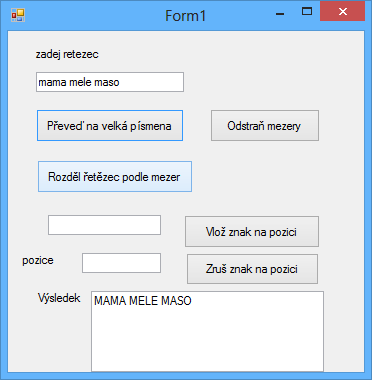 Form1
zadej retezec
mama mele maso
Převeď na velká písmena
Odstraň mezery
Rozděl řetězec podle mezer
Vlož znak na pozici
pozice
Zruš znak na pozici
Výsledek
MAMA MELE MASO